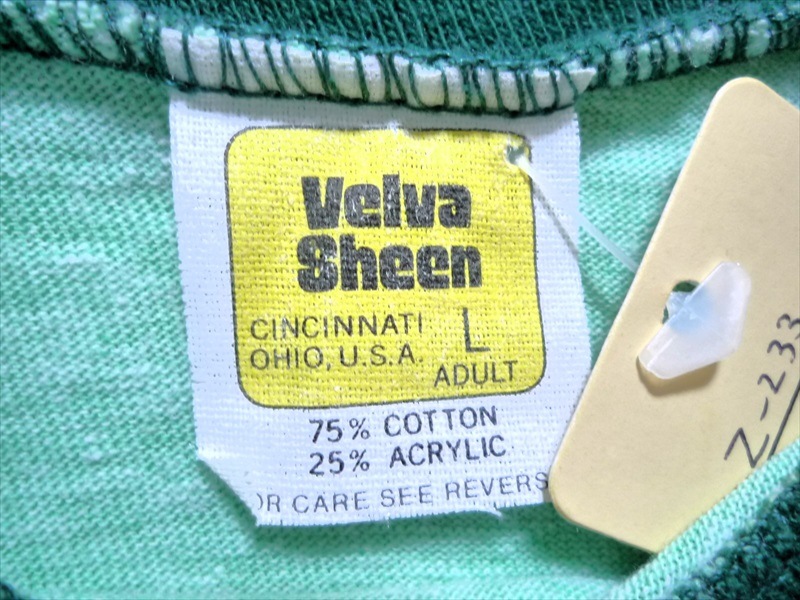 Velva
Sheen
CINCINNATI
OHIO, U.S.A.
L
ADULT
75% COTTON
25% ACRYLIC
OR CARE SEE REVERS
Z-233